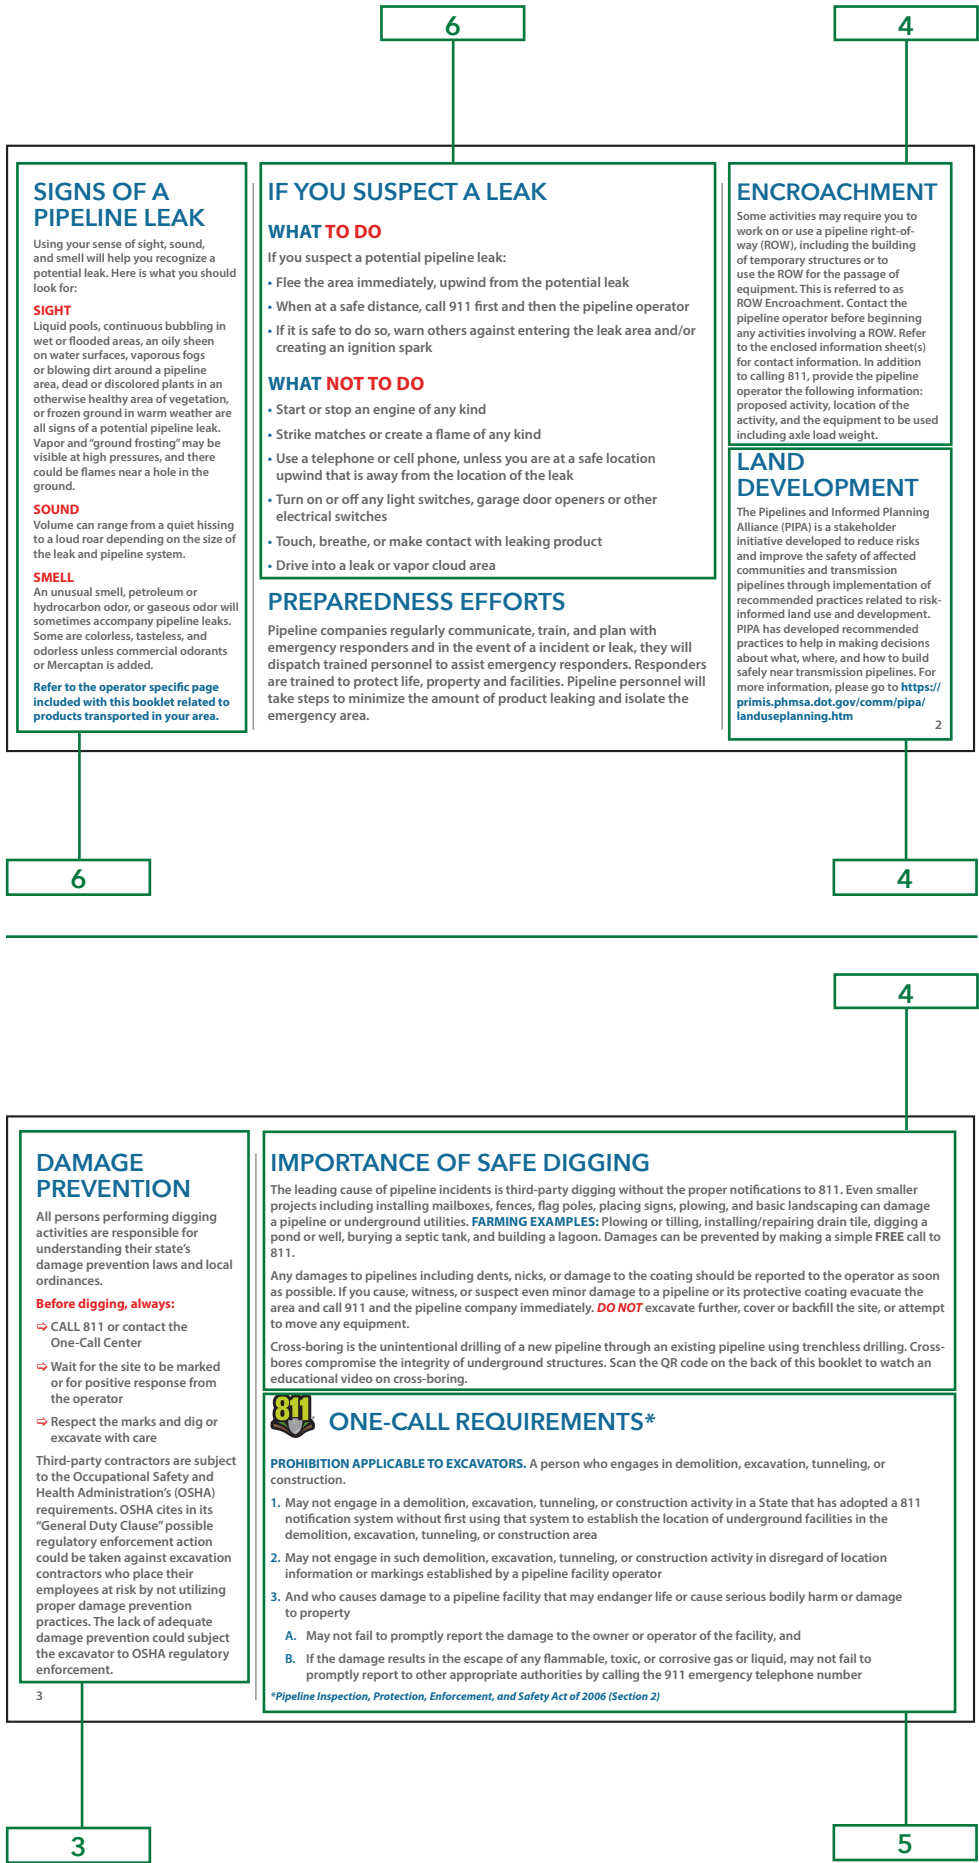 6
4
SIGNS OF A
PIPELINE LEAK
Using your sense of sight, sound,
and smell will help you recognize a
potential leak. Here is what you should
look for:
SIGHT
Liquid pools, continuous bubbling in
wet or flooded areas, an oily sheen
on water surfaces, vaporous fogs
or blowing dirt around a pipeline
area, dead or discolored plants in an
otherwise healthy area of vegetation,
or frozen ground in warm weather are
all signs of a potential pipeline leak.
Vapor and “ground frosting” may be
visible at high pressures, and there
could be flames near a hole in the
ground.
SOUND
Volume can range from a quiet hissing
to a loud roar depending on the size of
the leak and pipeline system.
SMELL
An unusual smell, petroleum or
hydrocarbon odor, or gaseous odor will
sometimes accompany pipeline leaks.
Some are colorless, tasteless, and
odorless unless commercial odorants
or Mercaptan is added.
Refer to the operator specific page
included with this booklet related to
products transported in your area.
IF YOU SUSPECT A LEAK
WHAT TO DO
If you suspect a potential pipeline leak:
• Flee the area immediately, upwind from the potential leak
• When at a safe distance, call 911 first and then the pipeline operator
• If it is safe to do so, warn others against entering the leak area and/or
creating an ignition spark
WHAT NOT TO DO
• Start or stop an engine of any kind
• Strike matches or create a flame of any kind
• Use a telephone or cell phone, unless you are at a safe location
upwind that is away from the location of the leak
• Turn on or off any light switches, garage door openers or other
electrical switches
• Touch, breathe, or make contact with leaking product
• Drive into a leak or vapor cloud area
PREPAREDNESS EFFORTS
Pipeline companies regularly communicate, train, and plan with
emergency responders and in the event of a incident or leak, they will
dispatch trained personnel to assist emergency responders. Responders
are trained to protect life, property and facilities. Pipeline personnel will
take steps to minimize the amount of product leaking and isolate the
emergency area.
ENCROACHMENT
Some activities may require you to
work on or use a pipeline right-of-
way (ROW), including the building
of temporary structures or to
use the ROW for the passage of
equipment. This is referred to as
ROW Encroachment. Contact the
pipeline operator before beginning
any activities involving a ROW. Refer
to the enclosed information sheet(s)
for contact information. In addition
to calling 811, provide the pipeline
operator the following information:
proposed activity, location of the
activity, and the equipment to be used
including axle load weight.
LAND
DEVELOPMENT
The Pipelines and Informed Planning
Alliance (PIPA) is a stakeholder
initiative developed to reduce risks
and improve the safety of affected
communities and transmission
pipelines through implementation of
recommended practices related to risk-
informed land use and development.
PIPA has developed recommended
practices to help in making decisions
about what, where, and how to build
safely near transmission pipelines. For
more information, please go to https://
primis.phmsa.dot.gov/comm/pipa/
landuseplanning.htm
2
6
4
4
DAMAGE
PREVENTION
All persons performing digging
activities are responsible for
understanding their state’s
damage prevention laws and local
ordinances.
Before digging, always:
➩ CALL 811 or contact the
One-Call Center
➩ Wait for the site to be marked
or for positive response from
the operator
➩ Respect the marks and dig or
excavate with care
Third-party contractors are subject
to the Occupational Safety and
Health Administration’s (OSHA)
requirements. OSHA cites in its
“General Duty Clause” possible
regulatory enforcement action
could be taken against excavation
contractors who place their
employees at risk by not utilizing
proper damage prevention
practices. The lack of adequate
damage prevention could subject
the excavator to OSHA regulatory
enforcement.
3
IMPORTANCE OF SAFE DIGGING
The leading cause of pipeline incidents is third-party digging without the proper notifications to 811. Even smaller
projects including installing mailboxes, fences, flag poles, placing signs, plowing, and basic landscaping can damage
a pipeline or underground utilities. FARMING EXAMPLES: Plowing or tilling, installing/repairing drain tile, digging a
pond or well, burying a septic tank, and building a lagoon. Damages can be prevented by making a simple FREE call to
811.
Any damages to pipelines including dents, nicks, or damage to the coating should be reported to the operator as soon
as possible. If you cause, witness, or suspect even minor damage to a pipeline or its protective coating evacuate the
area and call 911 and the pipeline company immediately. DO NOT excavate further, cover or backfill the site, or attempt
to move any equipment.
Cross-boring is the unintentional drilling of a new pipeline through an existing pipeline using trenchless drilling. Cross-
bores compromise the integrity of underground structures. Scan the QR code on the back of this booklet to watch an
educational video on cross-boring.
811
ONE-CALL REQUIREMENTS*
PROHIBITION APPLICABLE TO EXCAVATORS. A person who engages in demolition, excavation, tunneling, or
construction.
1. May not engage in a demolition, excavation, tunneling, or construction activity in a State that has adopted a 811
notification system without first using that system to establish the location of underground facilities in the
demolition, excavation, tunneling, or construction area
2. May not engage in such demolition, excavation, tunneling, or construction activity in disregard of location
information or markings established by a pipeline facility operator
3. And who causes damage to a pipeline facility that may endanger life or cause serious bodily harm or damage
to property
A. May not fail to promptly report the damage to the owner or operator of the facility, and
B. If the damage results in the escape of any flammable, toxic, or corrosive gas or liquid, may not fail to
promptly report to other appropriate authorities by calling the 911 emergency telephone number
*Pipeline Inspection, Protection, Enforcement, and Safety Act of 2006 (Section 2)
3
5